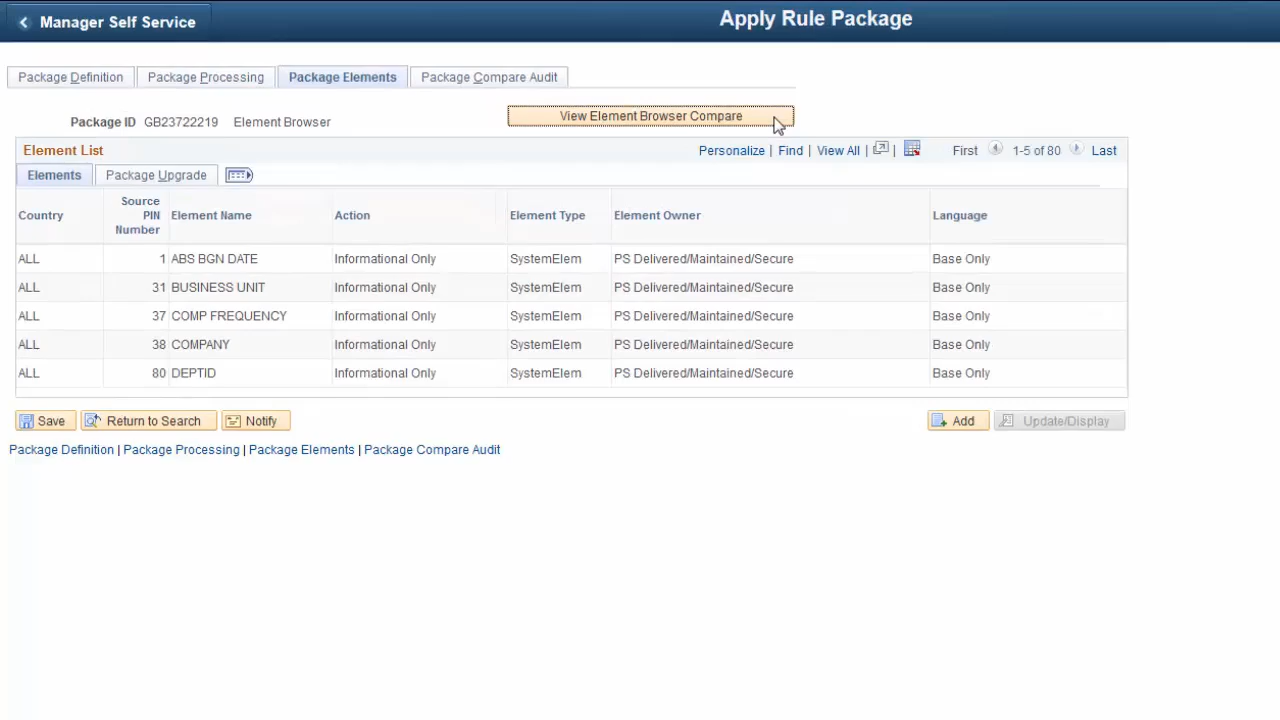 Manager Self Service
Apply Rule Package
Package Definition Package Processing Package Elements Package Compare Audit
Package ID GB23722219 Element Browser View Element Browser Compare
Element List Personalize | Find | View All | | First 1-5 of 80 Last
Elements Package Upgrade
Country Source PIN Number Element Name Action Element Type Element Owner Language
ALL 1 ABS BGN DATE Informational Only SystemElem PS Delivered/Maintained/Secure Base Only
ALL 31 BUSINESS UNIT Informational Only SystemElem PS Delivered/Maintained/Secure Base Only
ALL 37 COMP FREQUENCY Informational Only SystemElem PS Delivered/Maintained/Secure Base Only
ALL 38 COMPANY Informational Only SystemElem PS Delivered/Maintained/Secure Base Only
ALL 80 DEPTID Informational Only SystemElem PS Delivered/Maintained/Secure Base Only
Save Return to Search Notify Add Update/Display
Package Definition | Package Processing | Package Elements | Package Compare Audit